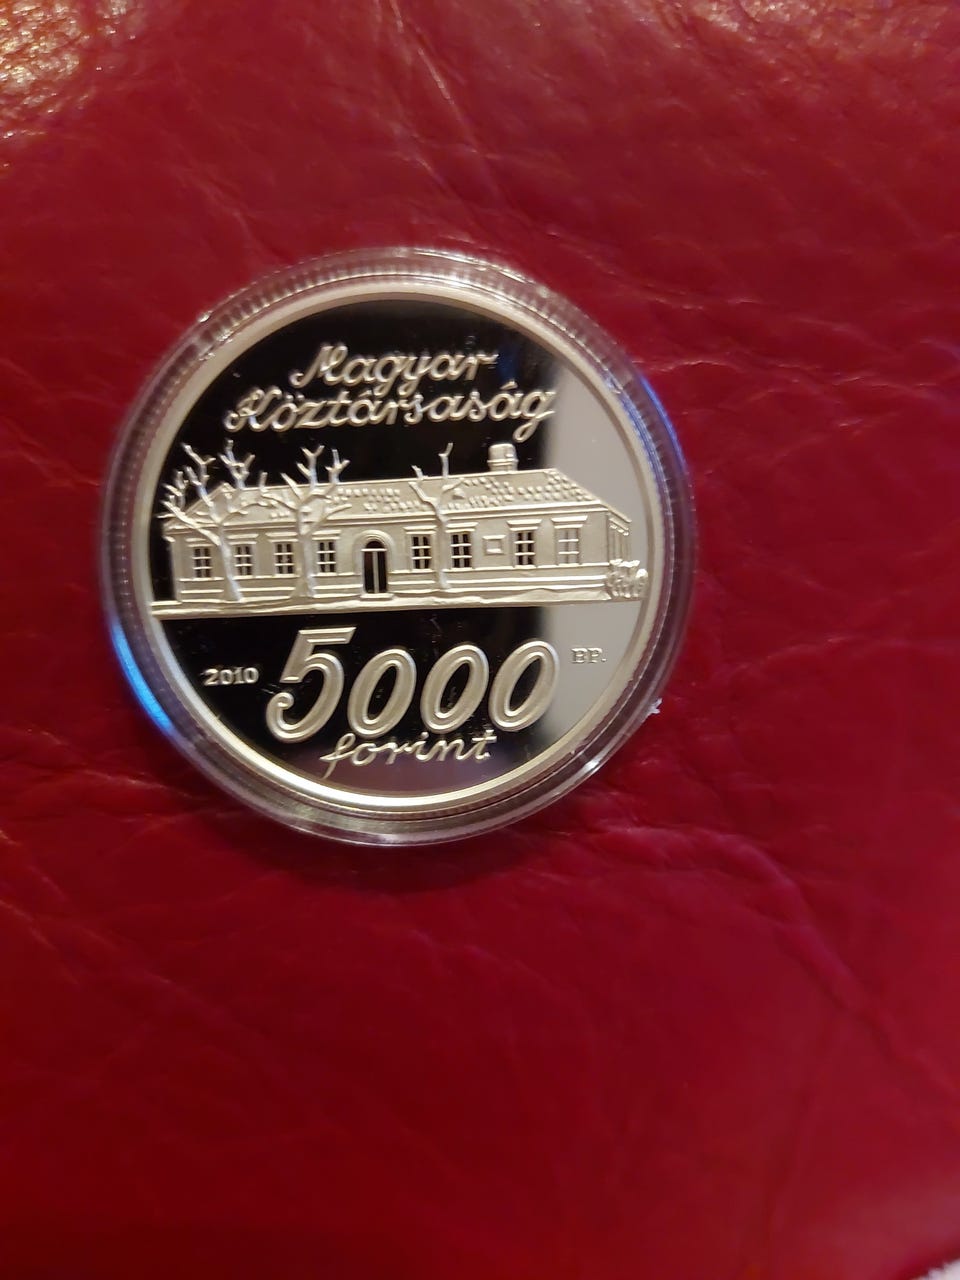 Magyar
Köztársaság
2010 5000 BP.
forint